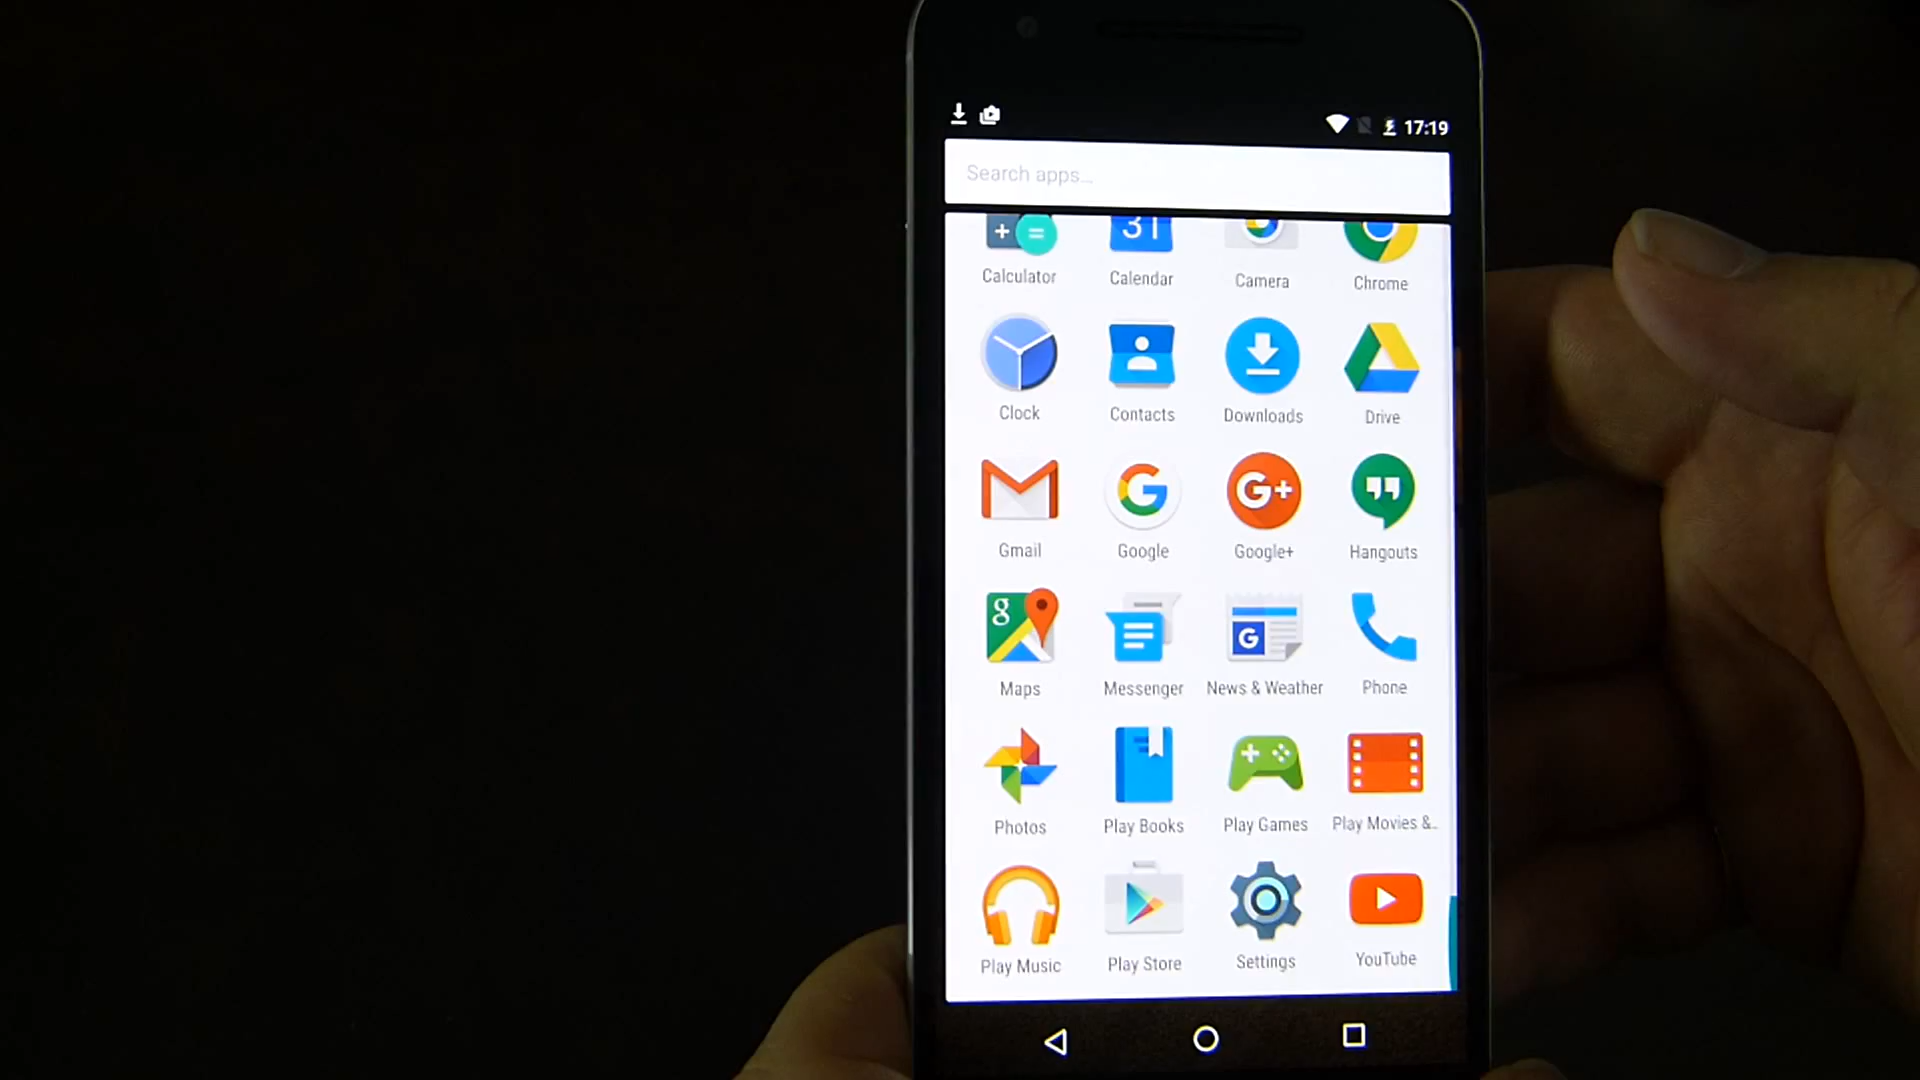 17:19
Search apps...
31
Calculator Calendar Camera Chrome
Clock Contacts Downloads Drive
G+
Gmail Google Google+ Hangouts
g
G
Maps Messenger News & Weather Phone
Photos Play Books Play Games Play Movies &..
Play Music Play Store Settings YouTube